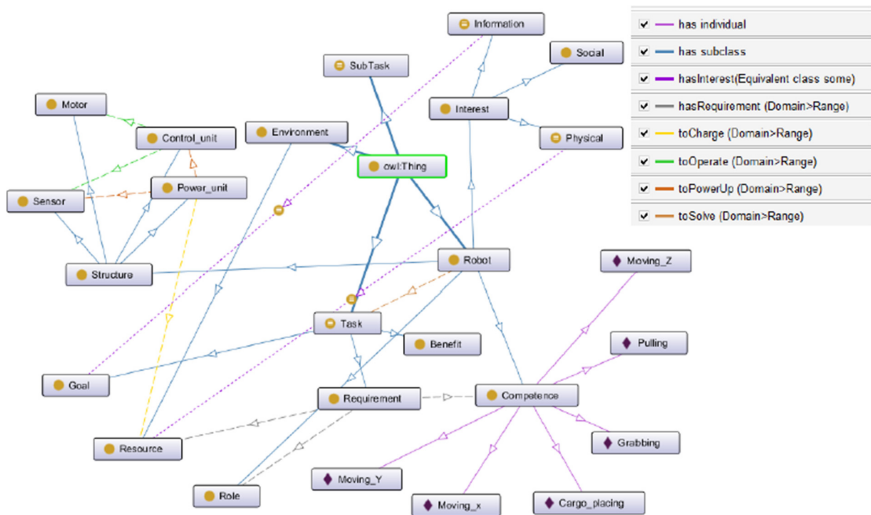 Information
has individual
Social
has subclass
SubTask
hasInterest(Equivalent class some)
Motor
Interest
hasRequirement (Domain>Range)
Environment
Control_unit
Physical
toCharge (Domain>Range)
owl:Thing
toOperate (Domain>Range)
Power_unit
toPowerUp (Domain>Range)
Sensor
toSolve (Domain>Range)
Structure
Robot
Moving_Z
Task
Benefit
Pulling
Goal
Requirement
Competence
Resource
Grabbing
Moving_Y
Role
Moving_x
Cargo_placing